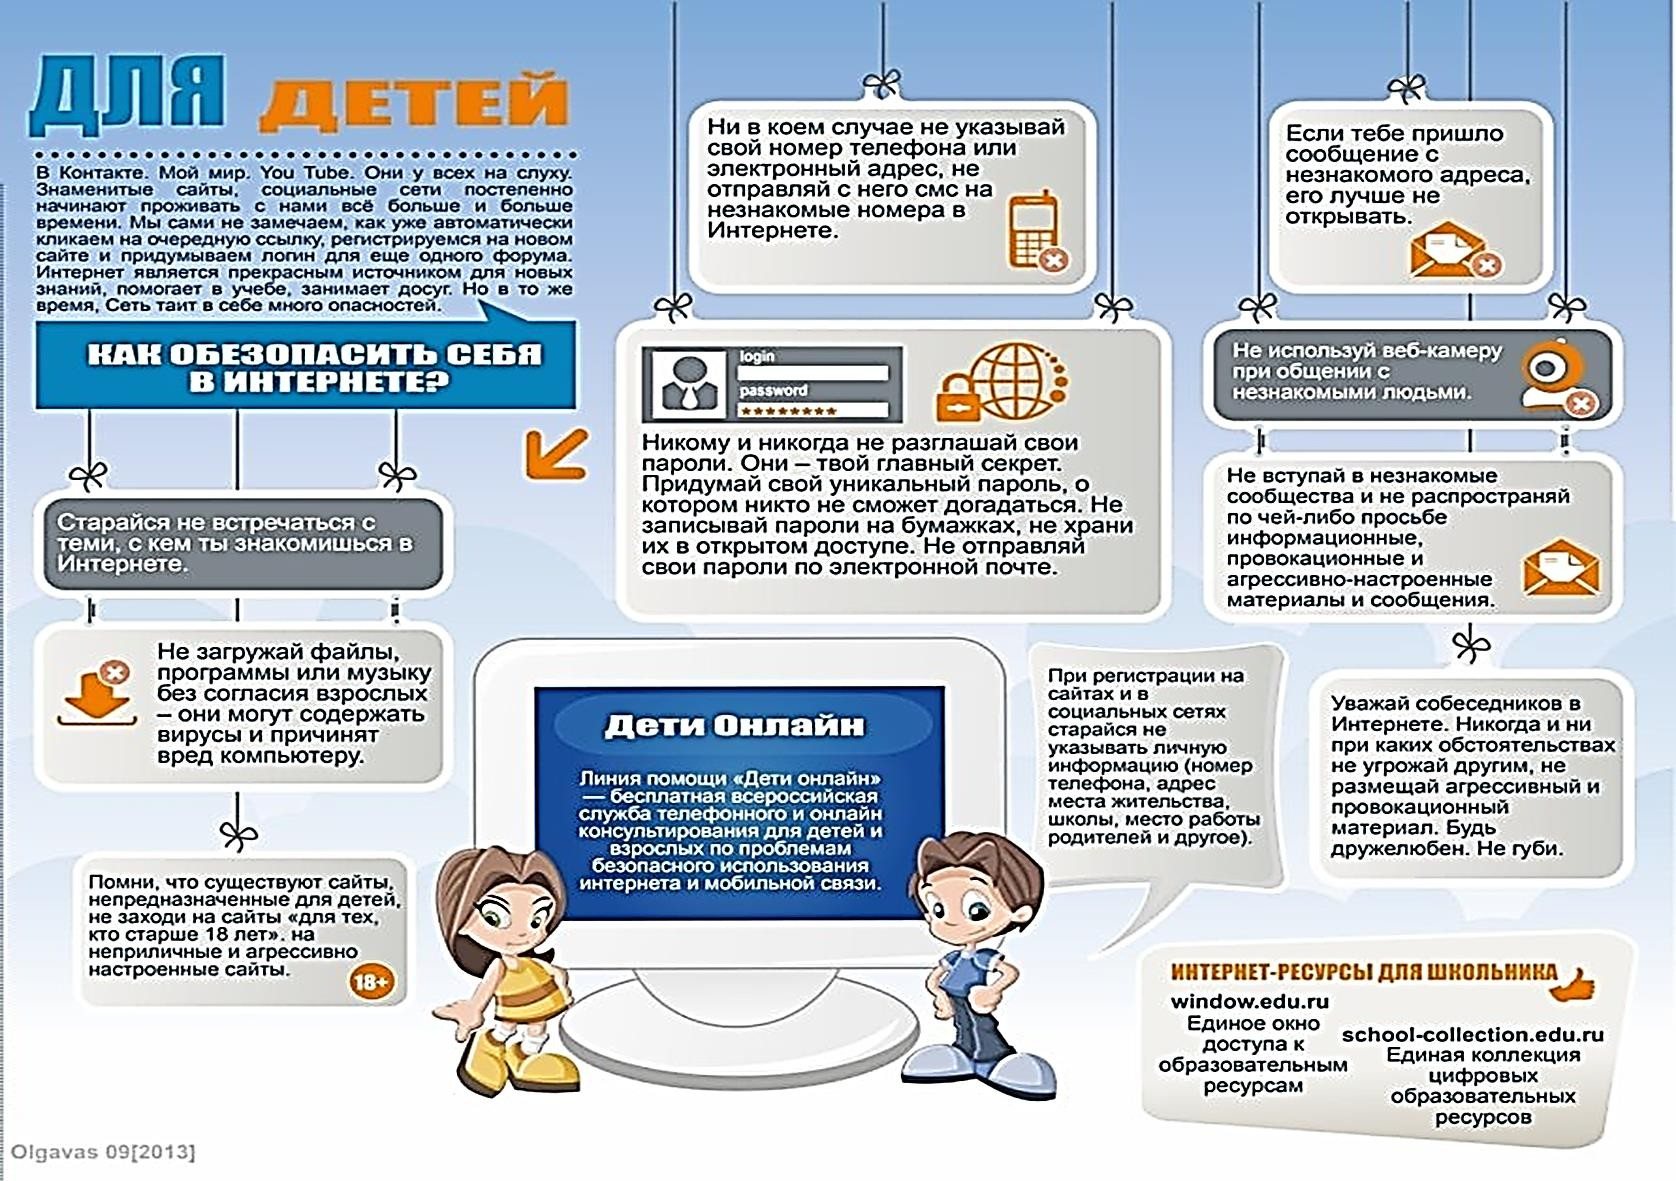 ДЛЯ ДЕТЕЙ
В Контакте. Мой мир. You Tube. Они у всех на слуху.
Знаменитые сайты, социальные сети постепенно
начинают проживать с нами всё больше и больше
времени. Мы сами не замечаем, как уже автоматически
кликаем на очередную ссылку, регистрируемся на новом
сайте и придумываем логин для еще одного форума.
Интернет является прекрасным источником для новых
знаний, помогает в учебе, занимает досуг. Но в то же
время, Сеть таит в себе много опасностей.
КАК ОБЕЗОПАСИТЬ СЕБЯ
В ИНТЕРНЕТЕ?
Старайся не встречаться с
теми, с кем ты знакомишься в
Интернете.
Не загружай файлы,
программы или музыку
без согласия взрослых
– они могут содержать
вирусы и причинят
вред компьютеру.
Помни, что существуют сайты,
непредназначенные для детей,
не заходи на сайты «для тех,
кто старше 18 лет». на
неприличные и агрессивно
настроенные сайты.
18+
Ни в коем случае не указывай
свой номер телефона или
электронный адрес, не
отправляй с него смс на
незнакомые номера в
Интернете.
login
password
********
Никому и никогда не разглашай свои
пароли. Они – твой главный секрет.
Придумай свой уникальный пароль, о
котором никто не сможет догадаться. Не
записывай пароли на бумажках, не храни
их в открытом доступе. Не отправляй
свои пароли по электронной почте.
Если тебе пришло
сообщение с
незнакомого адреса,
его лучше не
открывать.
Не используй веб-камеру
при общении с
незнакомыми людьми.
Не вступай в незнакомые
сообщества и не распространяй
по чей-либо просьбе
информационные,
провокационные и
агрессивно-настроенные
материалы и сообщения.
Дети Онлайн
Линия помощи «Дети онлайн»
— бесплатная всероссийская
служба телефонного и онлайн
консультирования для детей и
взрослых по проблемам
безопасного использования
интернета и мобильной связи.
При регистрации на
сайтах и в
социальных сетях
старайся не
указывать личную
информацию (номер
телефона, адрес
места жительства,
школы, место работы
родителей и другое).
Уважай собеседников в
Интернете. Никогда и ни
при каких обстоятельствах
не угрожай другим, не
размещай агрессивный и
провокационный
материал. Будь
дружелюбен. Не груби.
ИНТЕРНЕТ-РЕСУРСЫ ДЛЯ ШКОЛЬНИКА
window.edu.ru
Единое окно
доступа к
образовательным
ресурсам
school-collection.edu.ru
Единая коллекция
цифровых
образовательных
ресурсов
Olgavas 09[2013]